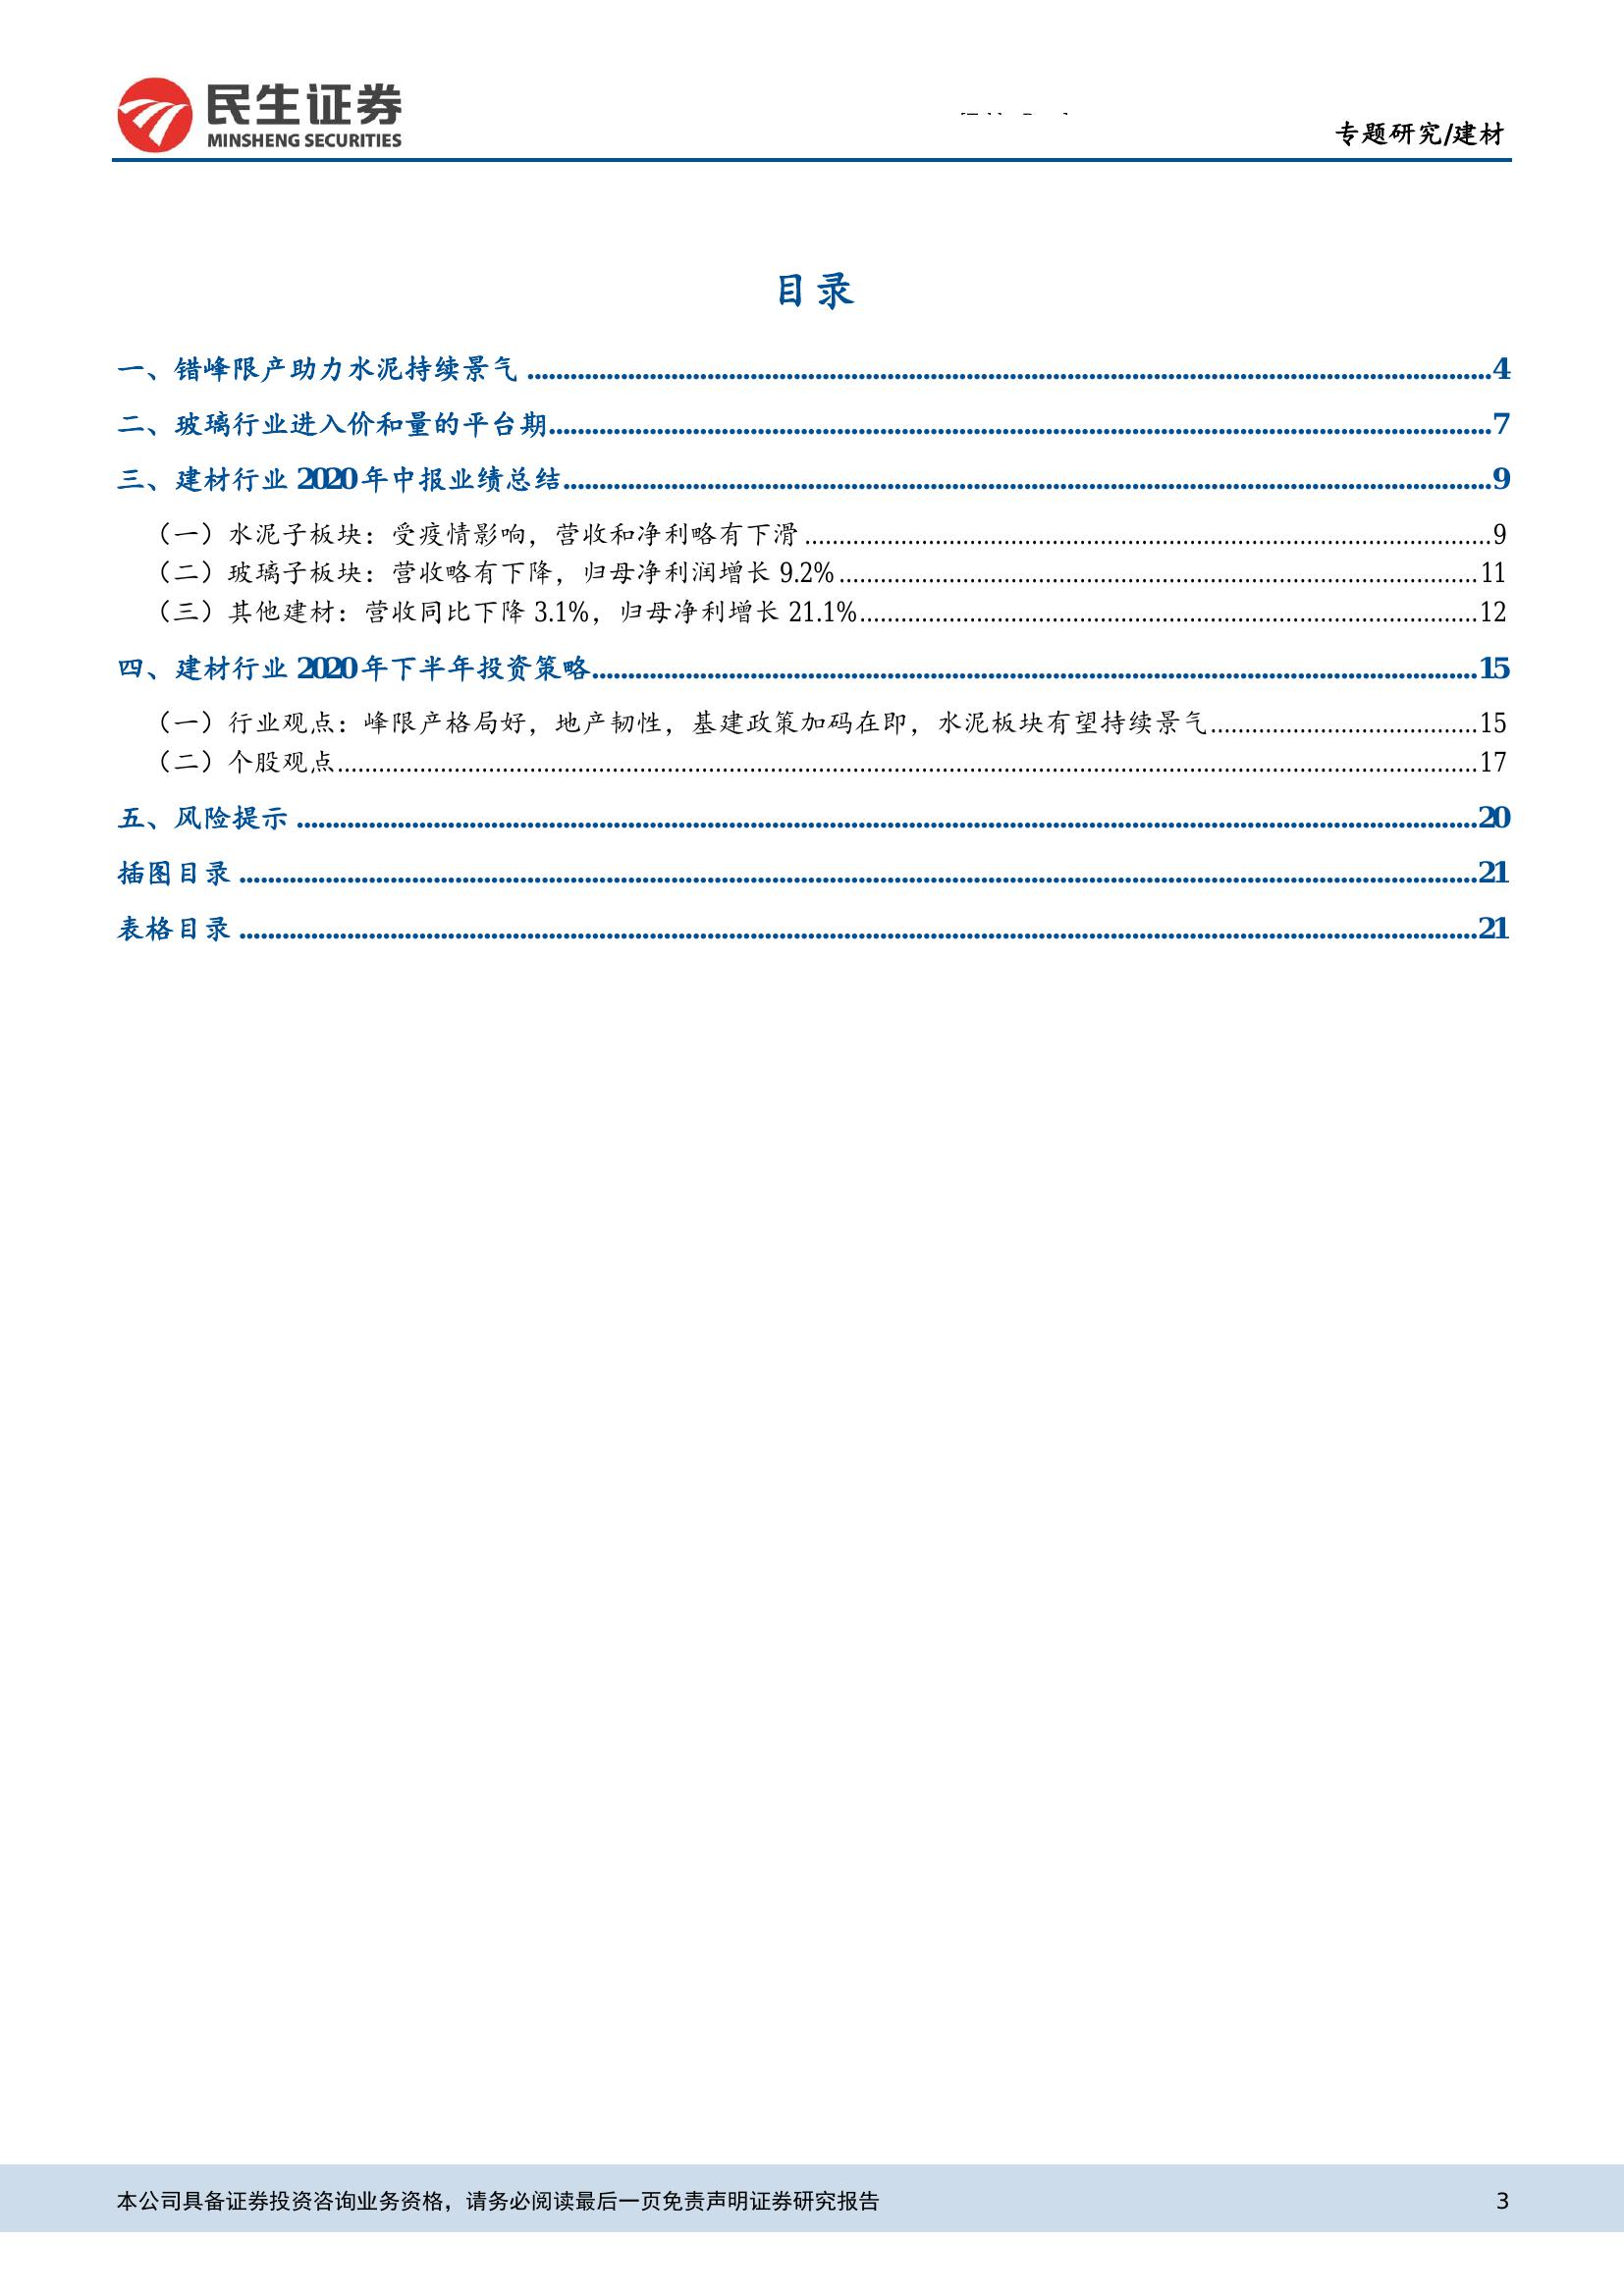 民生证券
MINSHENG SECURITIES
专题研究/建材
目录
一、错峰限产助力水泥持续景气 4
二、玻璃行业进入价和量的平台期 7
三、建材行业 2020 年中报业绩总结 9
（一）水泥子板块：受疫情影响，营收和净利略有下滑 9
（二）玻璃子板块：营收略有下降，归母净利润增长 9.2% 11
（三）其他建材：营收同比下降 3.1%，归母净利增长 21.1% 12
四、建材行业 2020 年下半年投资策略 15
（一）行业观点：峰限产格局好，地产韧性，基建政策加码在即，水泥板块有望持续景气 15
（二）个股观点 17
五、风险提示 20
插图目录 21
表格目录 21
本公司具备证券投资咨询业务资格，请务必阅读最后一页免责声明证券研究报告 3